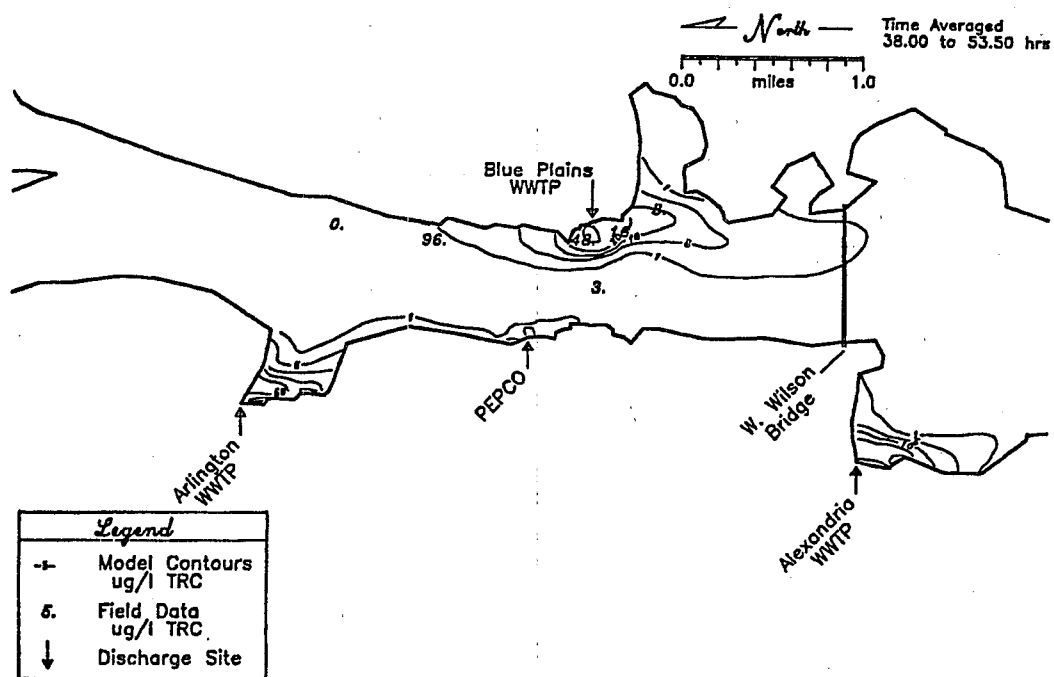 North
Time Averaged
38.00 to 53.50 hrs
0.0 miles 1.0
Blue Plains
WWTP
0.
96.
48.
3.
PEPCO
W. Wilson
Bridge
Arlington
WWTP
Alexandria
WWTP
Legend
-1- Model Contours
ug/l TRC
5. Field Data
ug/l TRC
Discharge Site